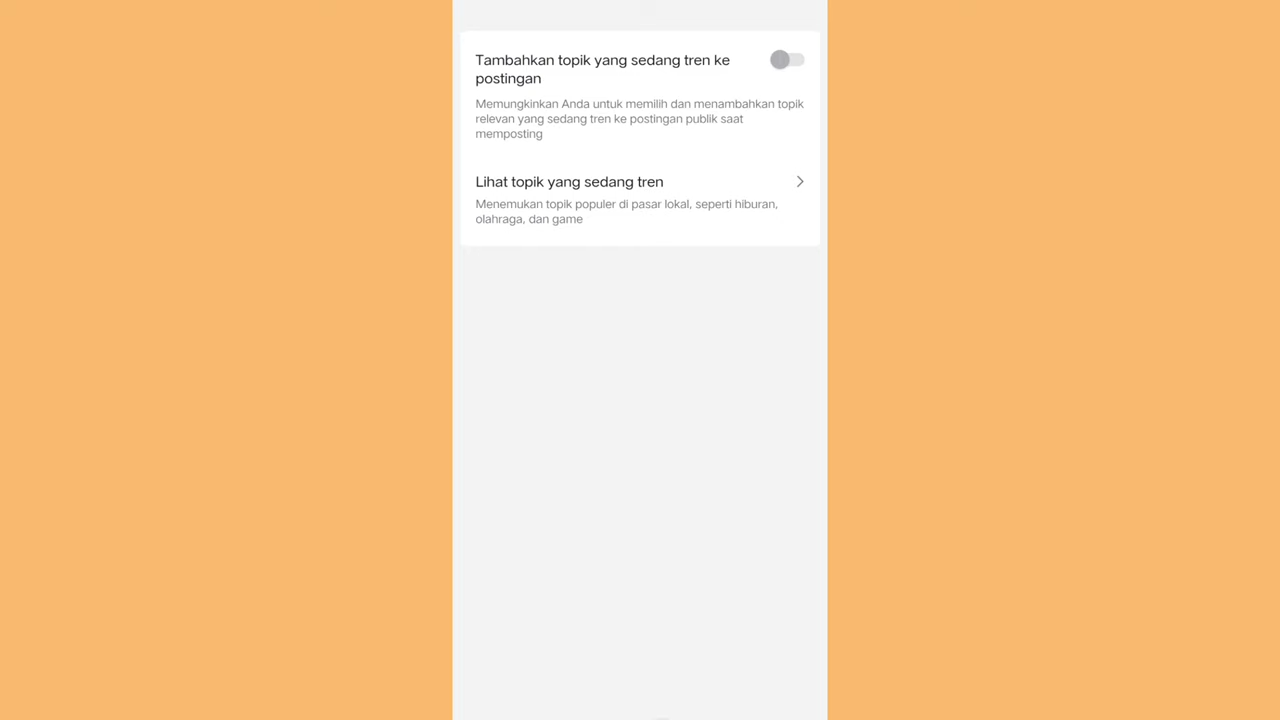 Tambahkan topik yang sedang tren ke
postingan
Memungkinkan Anda untuk memilih dan menambahkan topik
relevan yang sedang tren ke postingan publik saat
memposting
Lihat topik yang sedang tren
Menemukan topik populer di pasar lokal, seperti hiburan,
olahraga, dan game